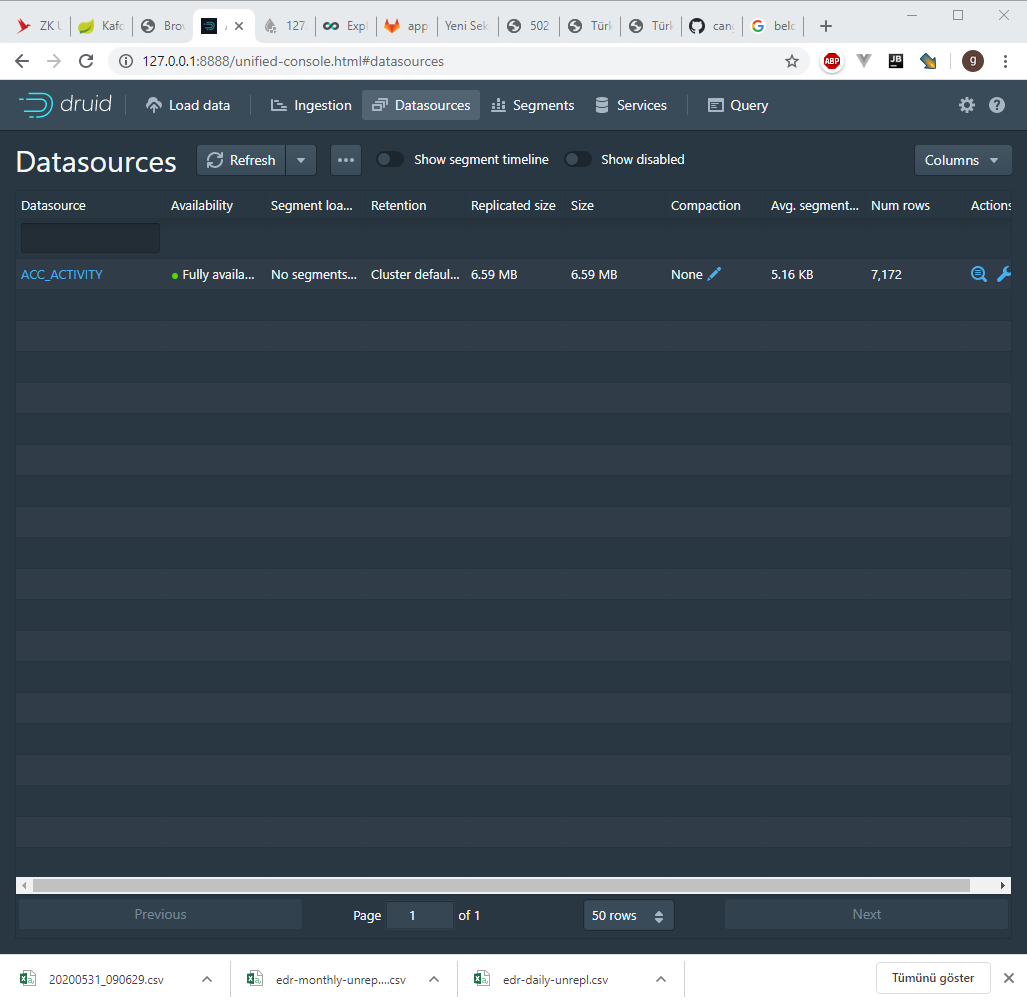 ZK U Kafc Brov / 127 Expl app Yeni Sek 502 Türk Türk cang belc
127.0.0.1:8888/unified-console.html#datasources ABP JB g
druid Load data Ingestion Datasources Segments Services Query
Datasources Refresh Show segment timeline Show disabled Columns
Datasource Availability Segment loa... Retention Replicated size Size Compaction Avg. segment... Num rows Actions
ACC_ACTIVITY Fully availa... No segments... Cluster defaul... 6.59 MB 6.59 MB None 5.16 KB 7,172
Previous Page 1 of 1 50 rows Next
20200531_090629.csv edr-monthly-unrep....csv edr-daily-unrepl.csv Tümünü göster